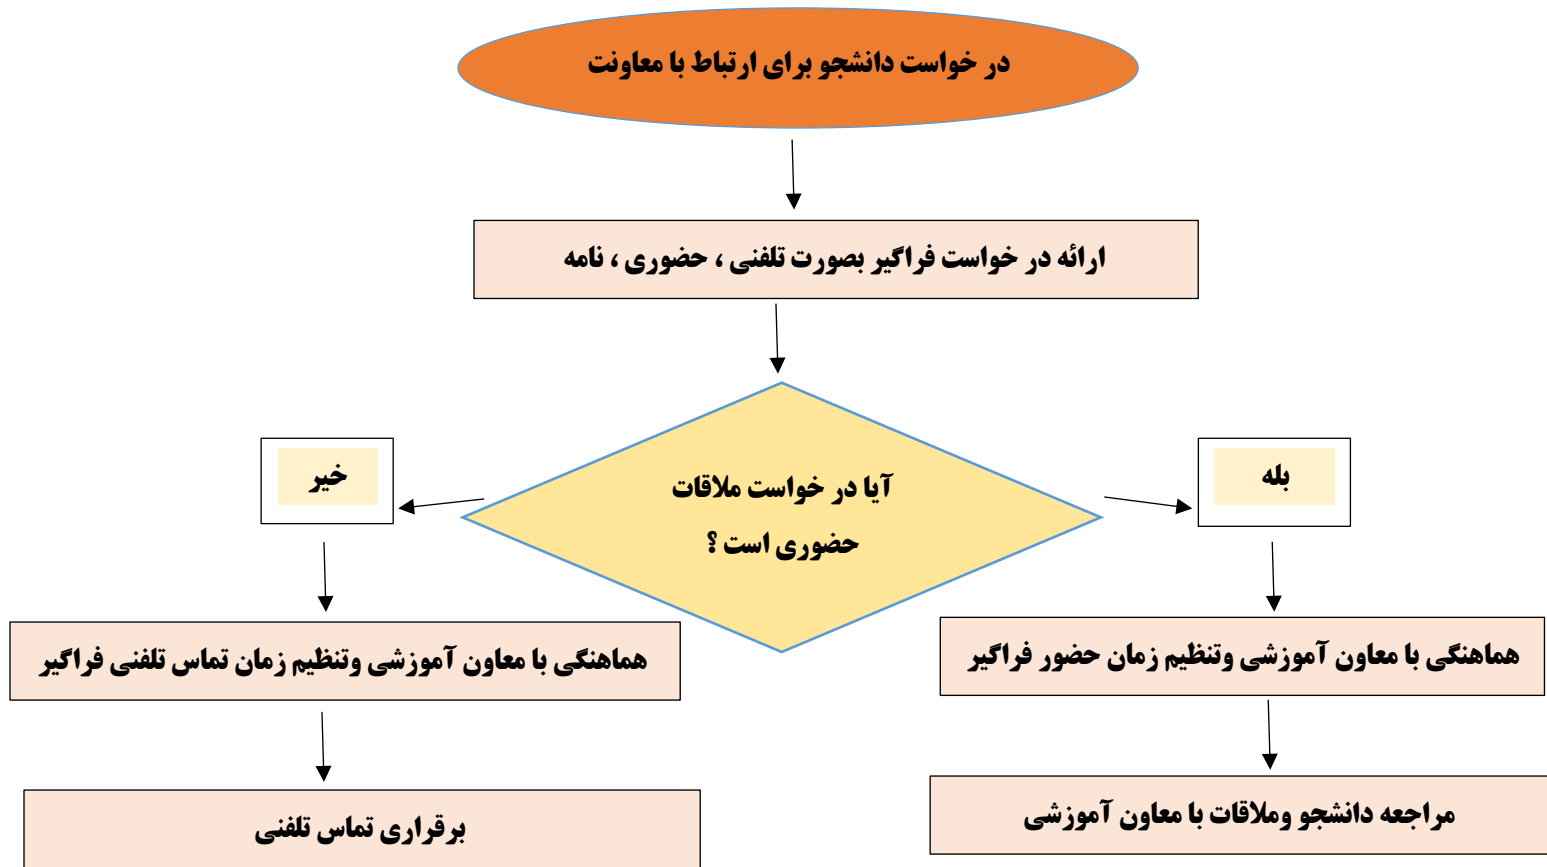 در خواست دانشجو برای ارتباط با معاونت
ارائه در خواست فراگیر بصورت تلفنی ، حضوری ، نامه
آیا در خواست ملاقات
حضوری است ؟
بله
خیر
هماهنگی با معاون آموزشی وتنظیم زمان حضور فراگیر
هماهنگی با معاون آموزشی وتنظیم زمان تماس تلفنی فراگیر
مراجعه دانشجو وملاقات با معاون آموزشی
برقراری تماس تلفنی